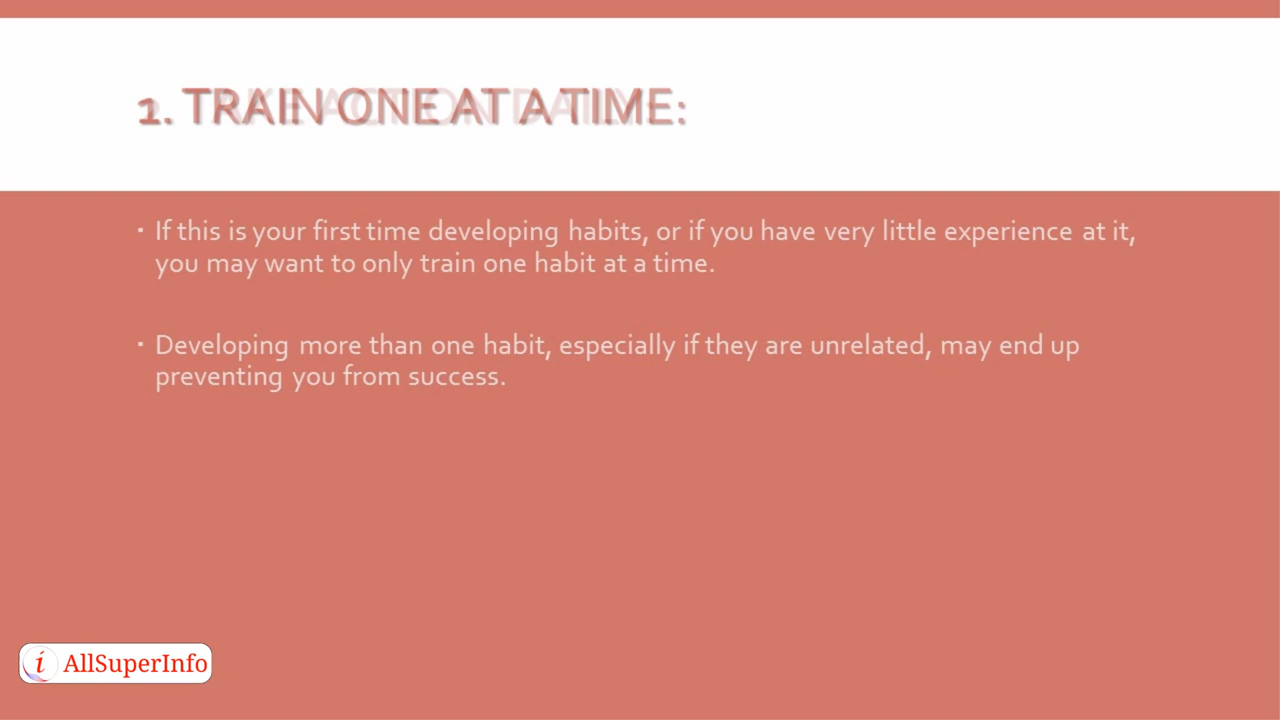 1. TRAIN ONE AT A TIME:
▪ If this is your first time developing habits, or if you have very little experience at it,
you may want to only train one habit at a time.
▪ Developing more than one habit, especially if they are unrelated, may end up
preventing you from success.
i AllSuperInfo